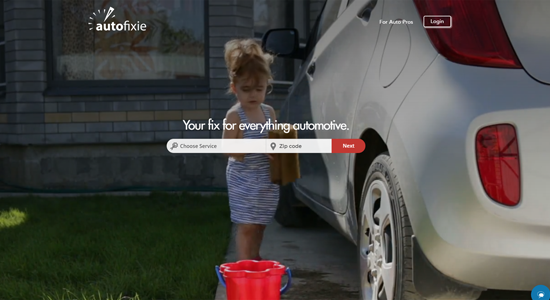 autofixie
For Auto Pros
Login
Your fix for everything automotive.
Choose Service
Zip code
Next